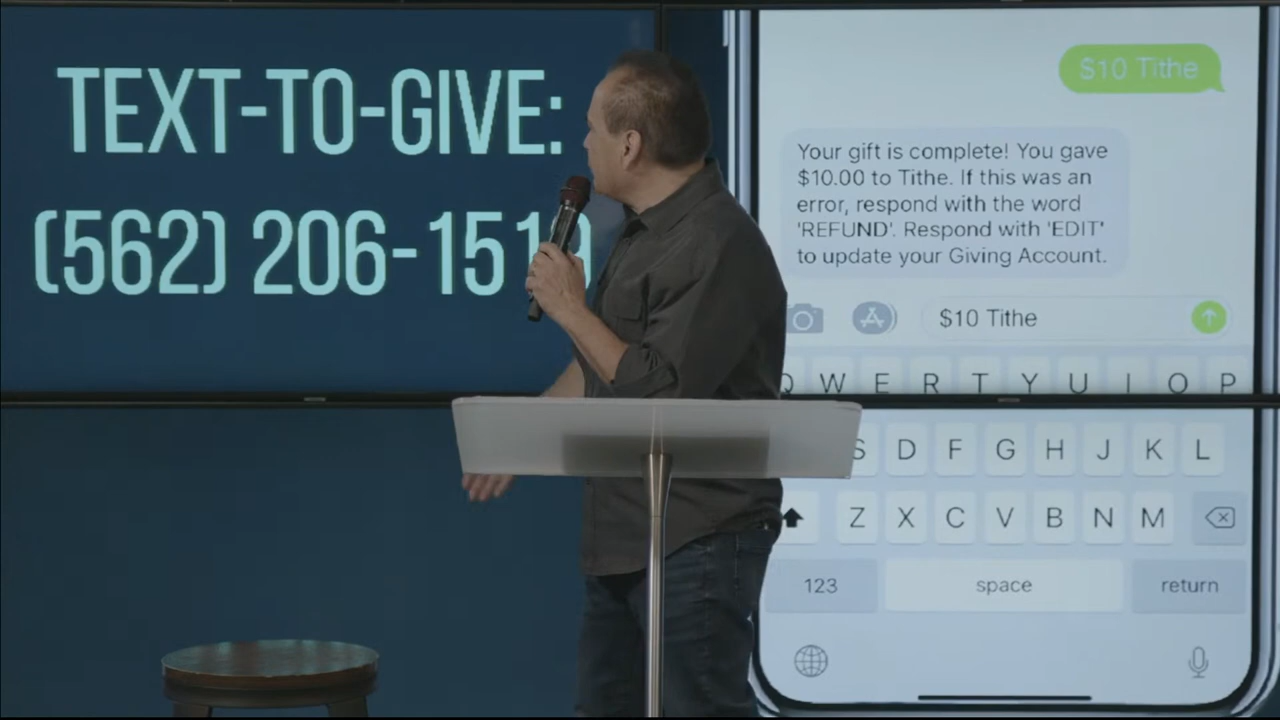 TEXT-TO-GIVE:
(562) 206-1519
$10 Tithe
Your gift is complete! You gave
$10.00 to Tithe. If this was an
error, respond with the word
'REFUND'. Respond with 'EDIT'
to update your Giving Account.
$10 Tithe
Q W E R T Y U I O P
S D F G H J K L
Z X C V B N M
123 space return